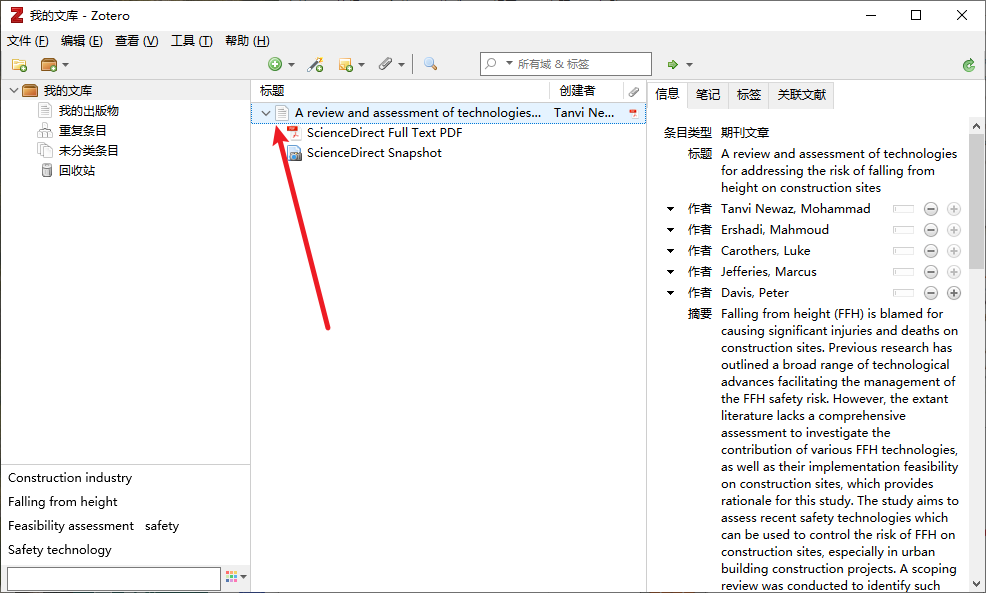 我的文库 - Zotero
文件 (F) 编辑 (E) 查看 (V) 工具 (T) 帮助 (H)
所有域 & 标签
我的文库
我的出版物
重复条目
未分类条目
回收站
标题 创建者
A review and assessment of technologies... Tanvi Ne...
ScienceDirect Full Text PDF
ScienceDirect Snapshot
信息 笔记 标签 关联文献
条目类型 期刊文章
标题 A review and assessment of technologies
for addressing the risk of falling from
height on construction sites
作者 Tanvi Newaz, Mohammad
作者 Ershadi, Mahmoud
作者 Carothers, Luke
作者 Jefferies, Marcus
作者 Davis, Peter
摘要 Falling from height (FFH) is blamed for
causing significant injuries and deaths on
construction sites. Previous research has
outlined a broad range of technological
advances facilitating the management of
the FFH safety risk. However, the extant
literature lacks a comprehensive
assessment to investigate the
contribution of various FFH technologies,
as well as their implementation feasibility
on construction sites, which provides
rationale for this study. The study aims to
assess recent safety technologies which
can be used to control the risk of FFH on
construction sites, especially in urban
building construction projects. A scoping
review was conducted to identify such
Construction industry
Falling from height
Feasibility assessment safety
Safety technology